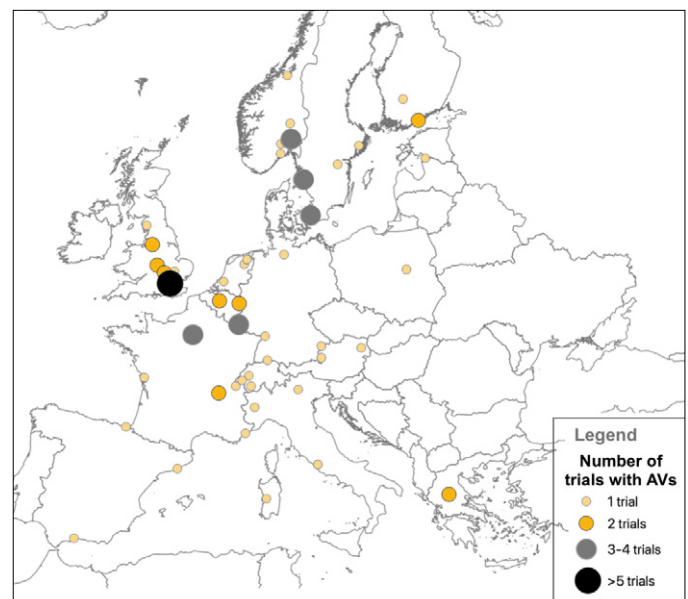 Legend
Number of
trials with AVs
1 trial
2 trials
3-4 trials
>5 trials